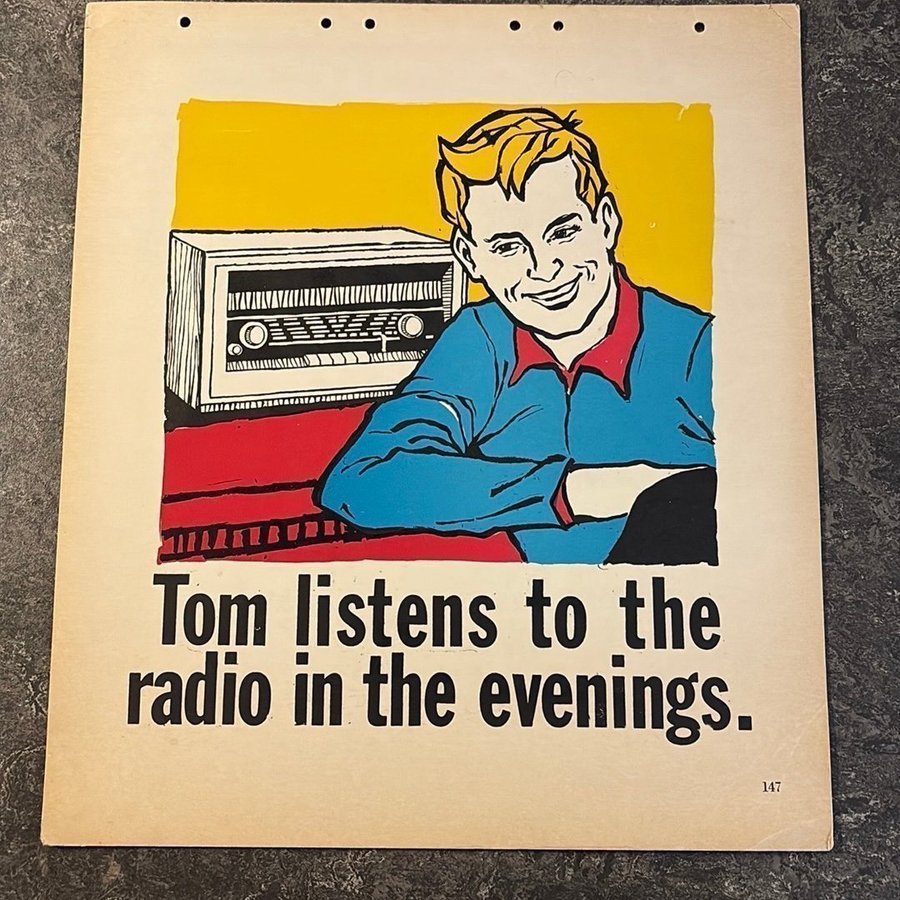 Tom listens to the
radio in the evenings.
147